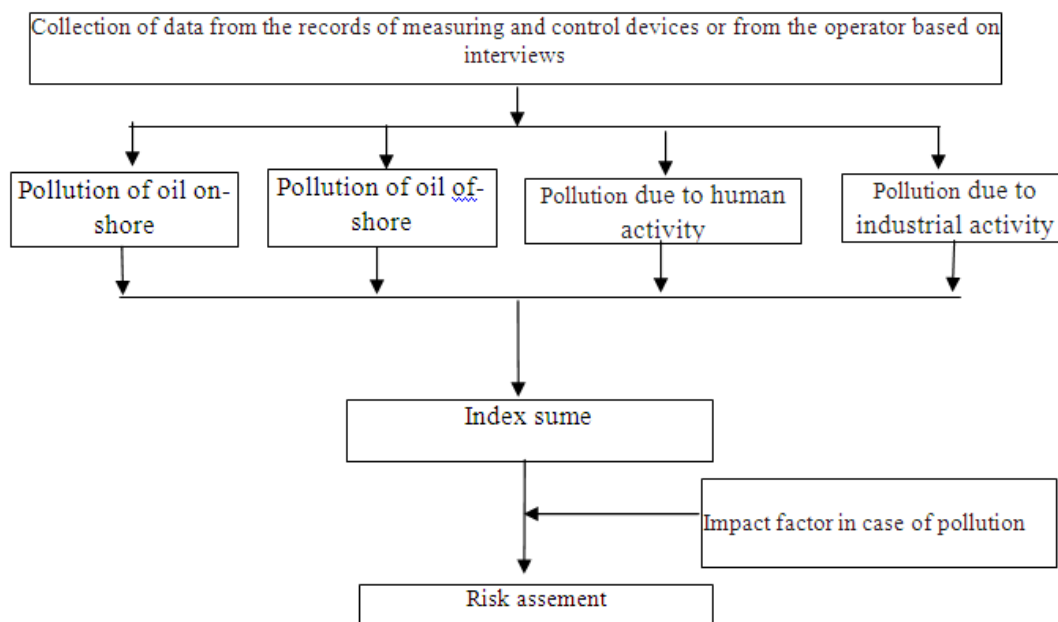 Collection of data from the records of measuring and control devices or from the operator based on
interviews
Pollution of oil on-
shore
Pollution of oil of-
shore
Pollution due to human
activity
Pollution due to
industrial activity
Index sume
Impact factor in case of pollution
Risk assement